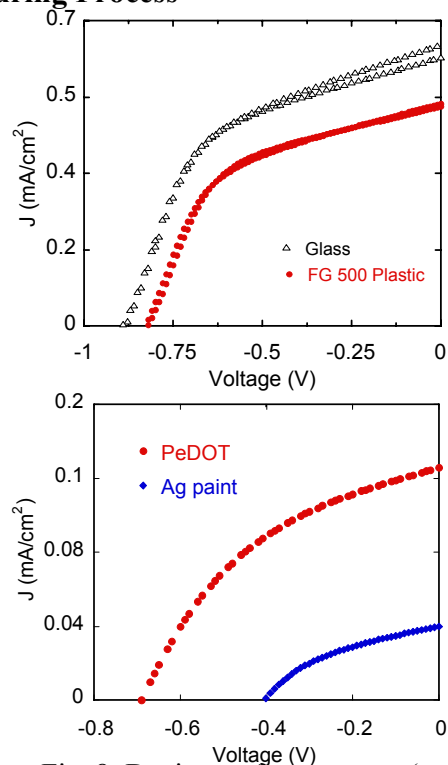 uring Process
0.7
0.5
0.4
0.2
0
J (mA/cm²)
Glass
FG 500 Plastic
-1 -0.75 -0.5 -0.25 0
Voltage (V)
0.2
0.1
0.08
0.04
0
J (mA/cm²)
PeDOT
Ag paint
-0.8 -0.6 -0.4 -0.2 0
Voltage (V)